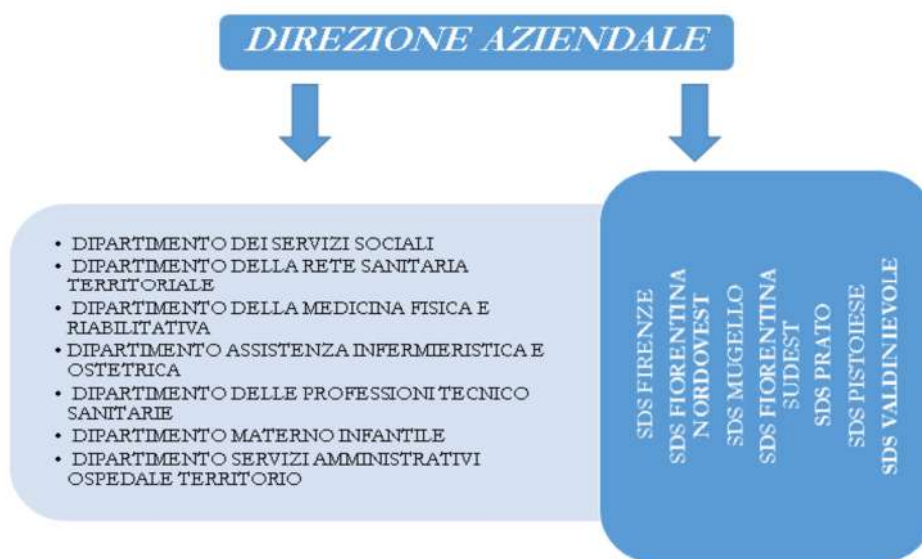 DIREZIONE AZIENDALE
• DIPARTIMENTO DEI SERVIZI SOCIALI
• DIPARTIMENTO DELLA RETE SANITARIA
TERRITORIALE
• DIPARTIMENTO DELLA MEDICINA FISICA E
RIABILITATIVA
• DIPARTIMENTO ASSISTENZA INFERMIERISTICA E
OSTETRICA
• DIPARTIMENTO DELLE PROFESSIONI TECNICO
SANITARIE
• DIPARTIMENTO MATERNO INFANTILE
• DIPARTIMENTO SERVIZI AMMINISTRATIVI
OSPEDALE TERRITORIO
SDS FIRENZE
SDS FIORENTINA
NORDOVEST
SDS MUGELLO
SDS FIORENTINA
SUDEST
SDS PRATO
SDS PISTOIESE
SDS VALDINIEVOLE